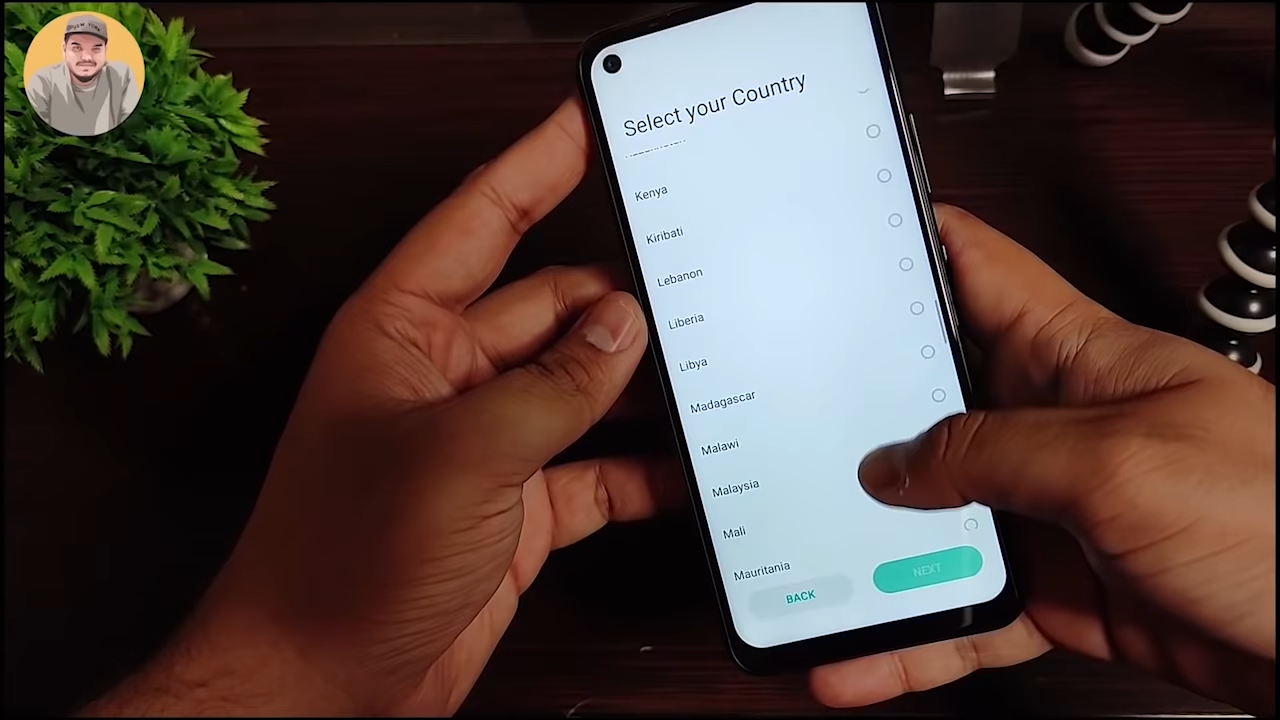 Select your Country
Kenya
Kiribati
Lebanon
Liberia
Libya
Madagascar
Malawi
Malaysia
Mali
Mauritania
BACK
NEXT